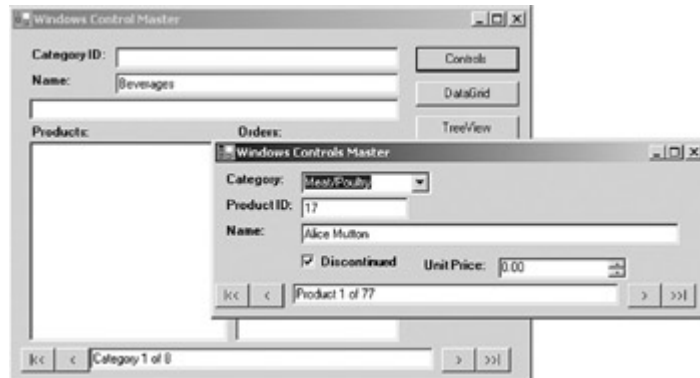 Windows Control Master
Category ID:
Controls
Name:
Beverages
DataGrid
Products:
Orders:
TreeView
Windows Controls Master
Category:
Meat/Poultry
Product ID:
17
Name:
Alice Mutton
Discontinued
Unit Price:
0.00
|<<
<
Product 1 of 77
>
>>|
|<<
<
Category 1 of 8
>
>>|